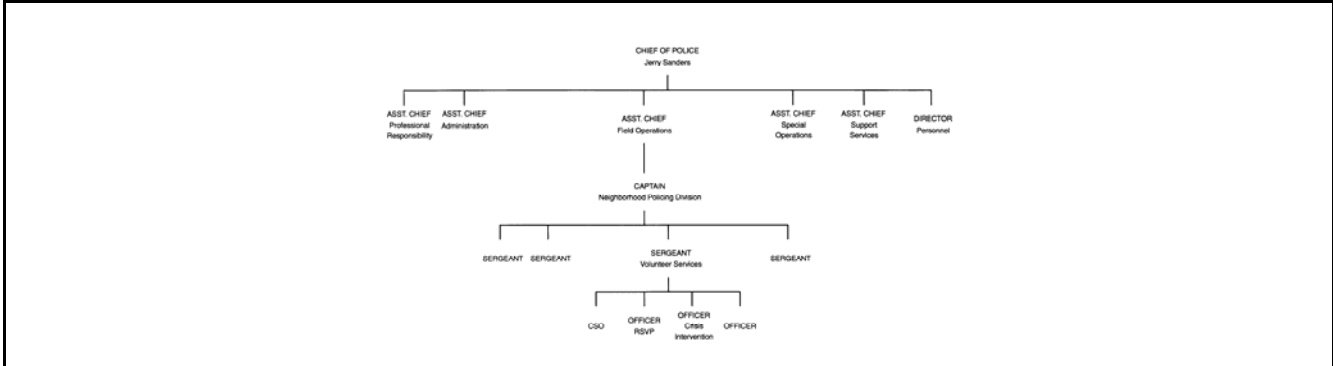 CHIEF OF POLICE
Jerry Sanders
ASST. CHIEF
Professional
Responsibility
ASST. CHIEF
Administration
ASST. CHIEF
Field Operations
ASST. CHIEF
Special
Operations
ASST. CHIEF
Support
Services
DIRECTOR
Personnel
CAPTAIN
Neighborhood Policing Division
SERGEANT
SERGEANT
SERGEANT
Volunteer Services
SERGEANT
CSO
OFFICER
RSVP
OFFICER
Crisis
Intervention
OFFICER